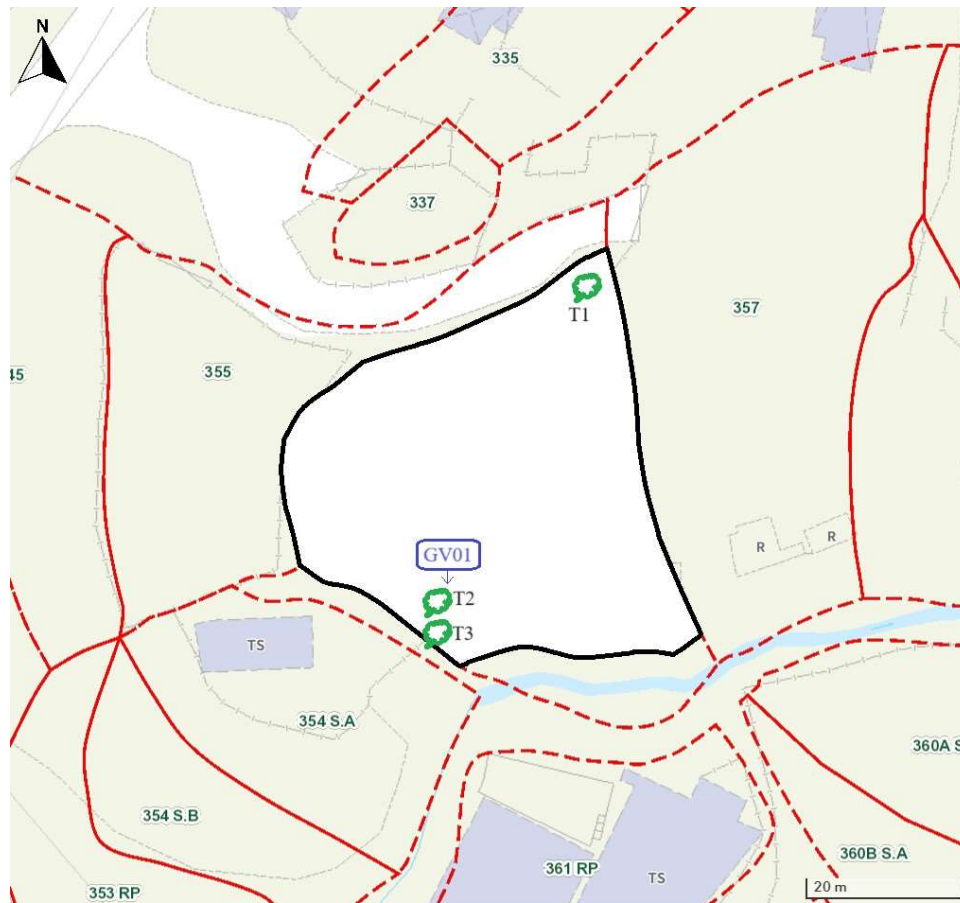 N
335
337
357
T1
45
355
GV01
R
R
T2
T3
TS
354 S.A
360A S
354 S.B
361 RP
TS
360B S.A
353 RP
20 m